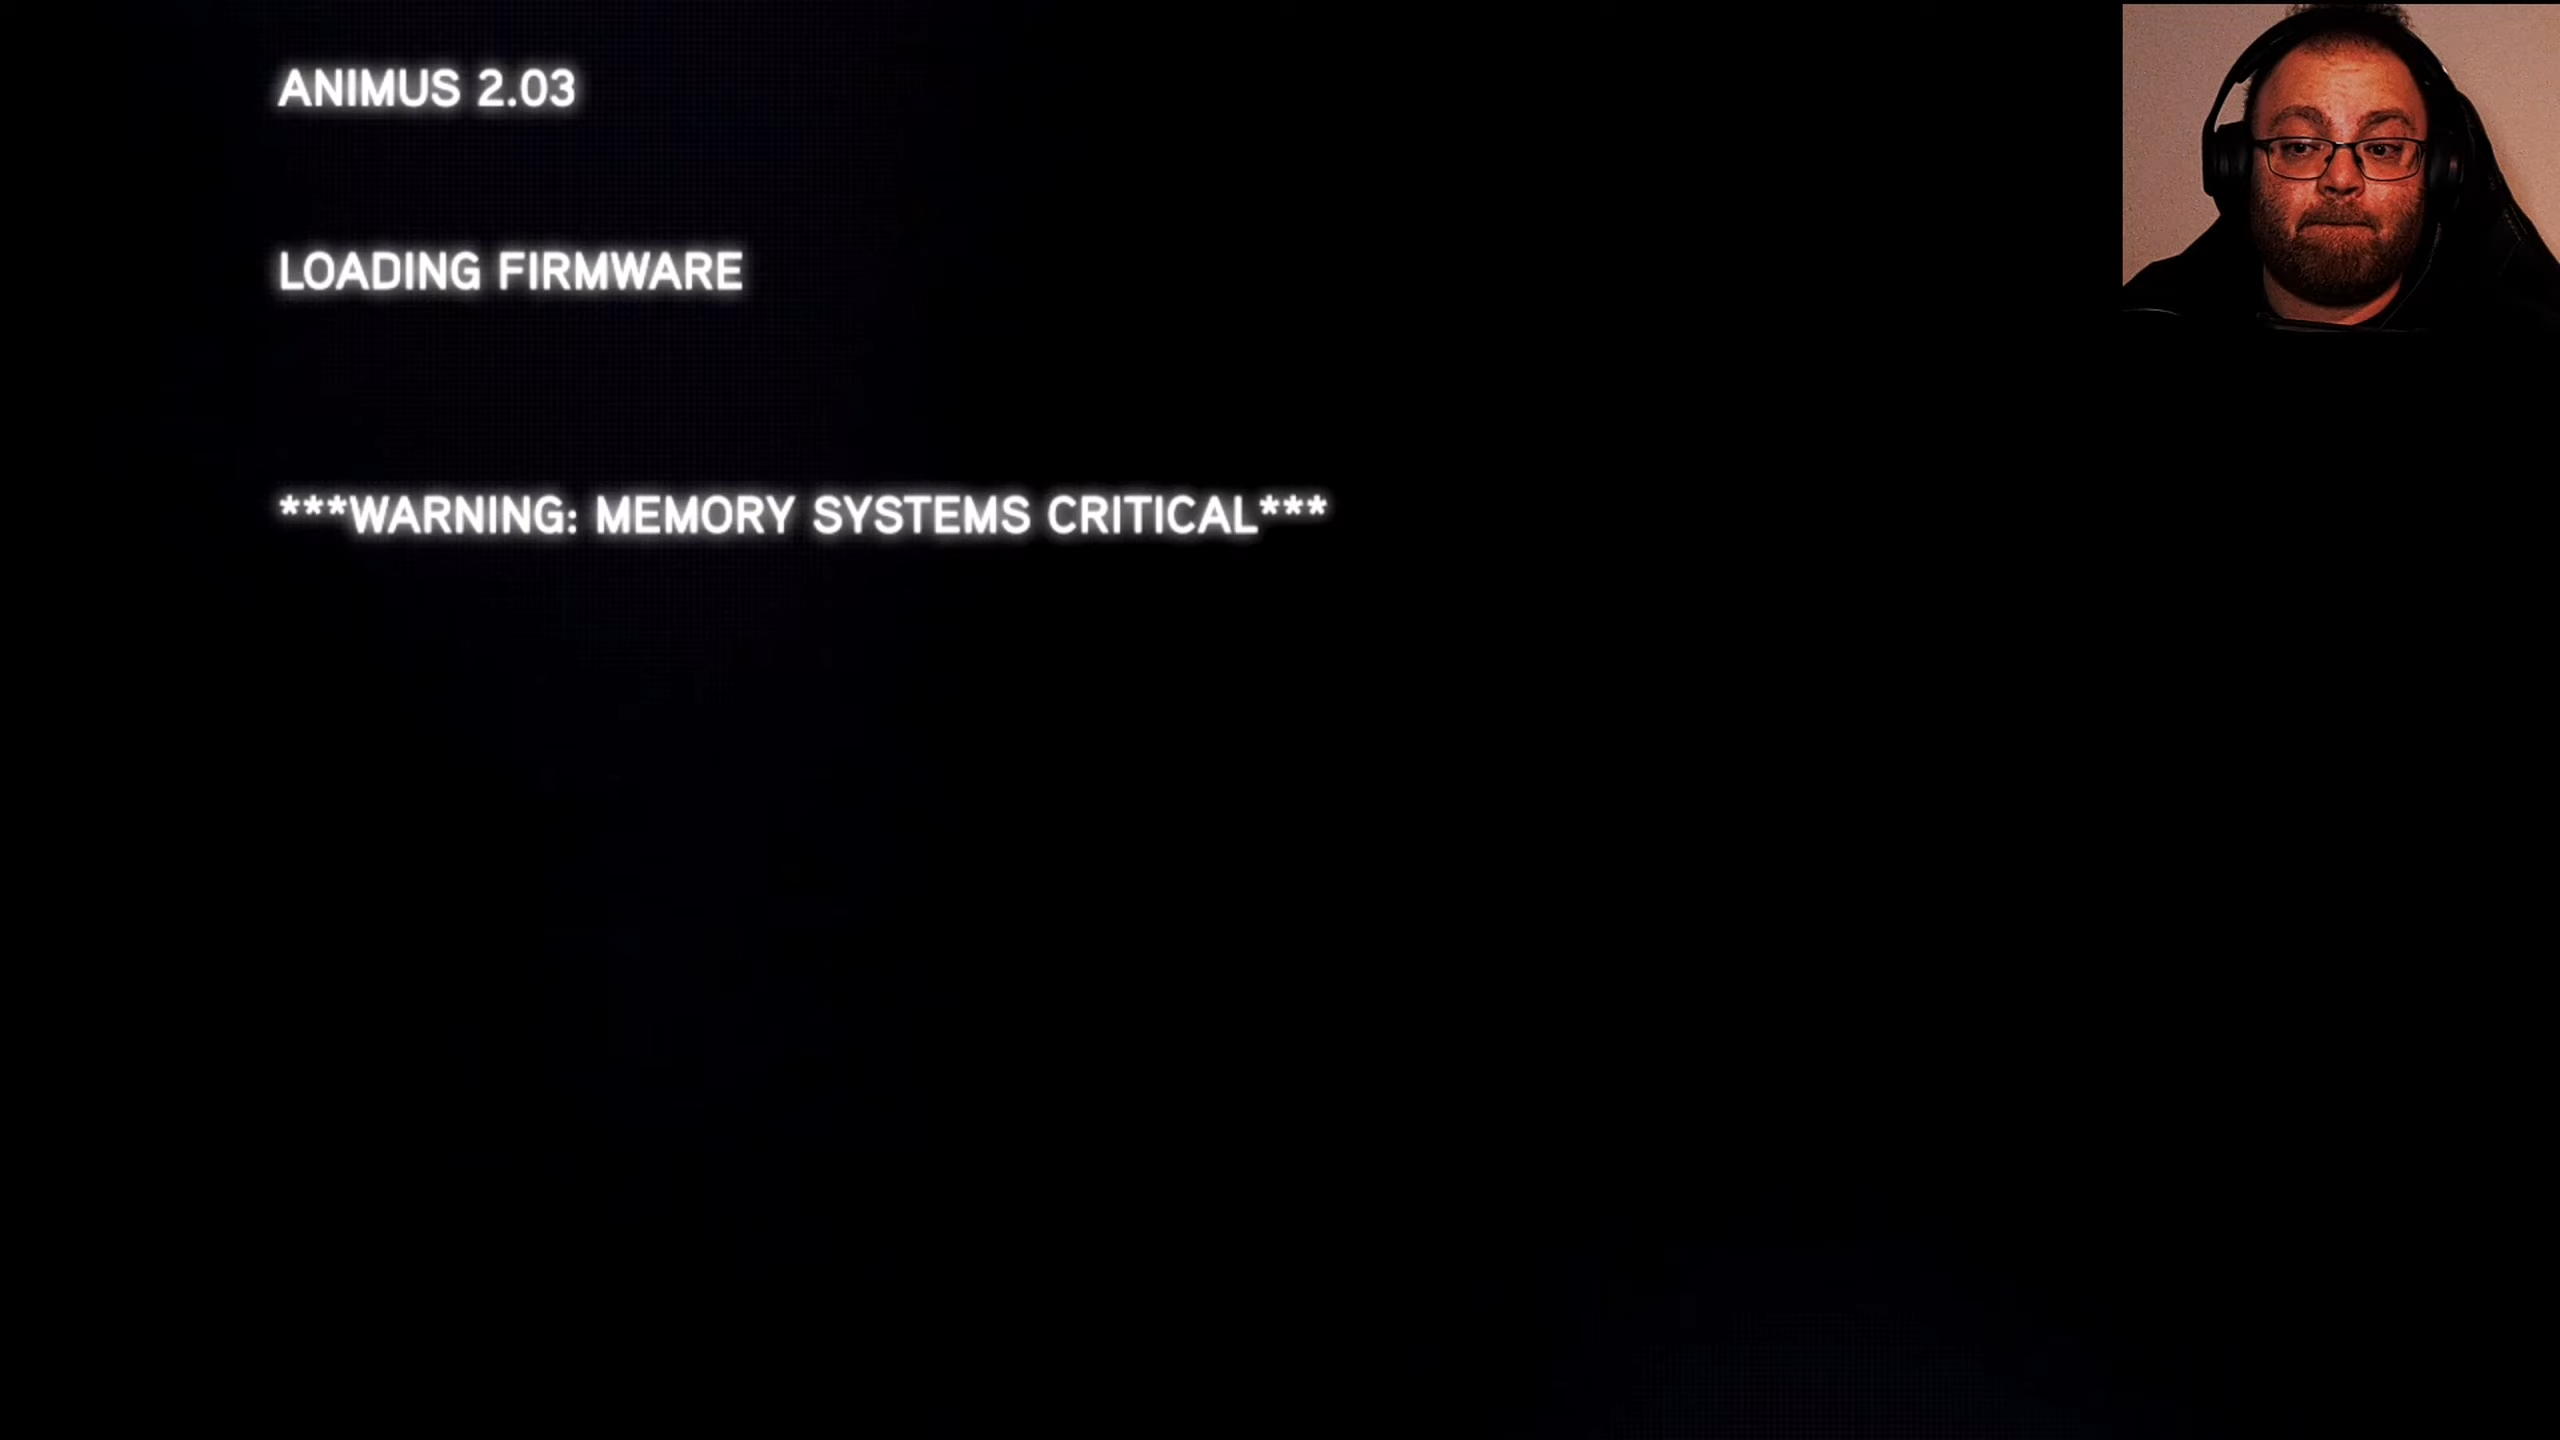 ANIMUS 2.03
LOADING FIRMWARE
***WARNING: MEMORY SYSTEMS CRITICAL***